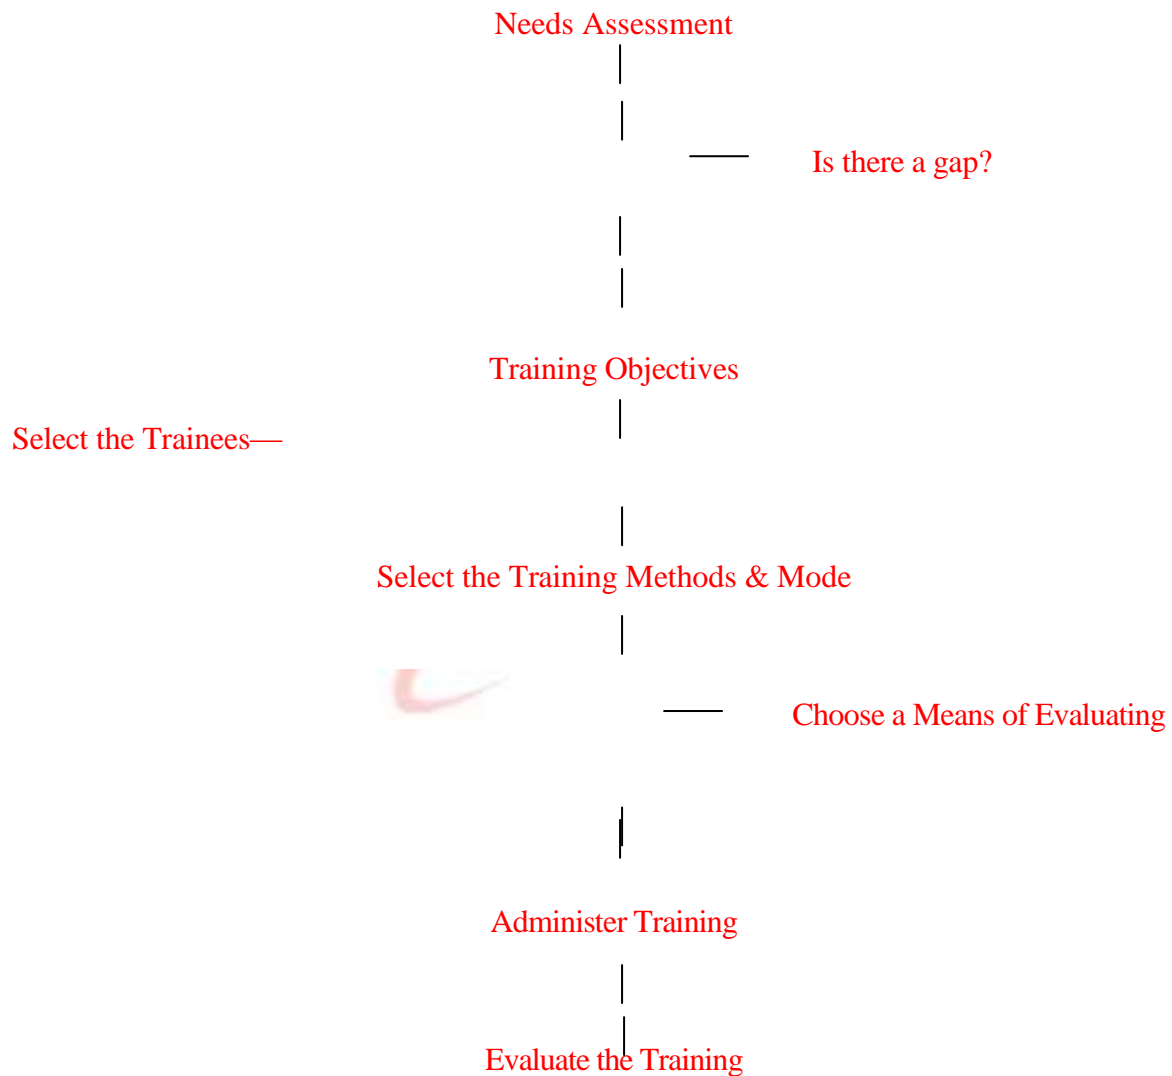 Needs Assessment
Is there a gap?
Training Objectives
Select the Trainees—
Select the Training Methods & Mode
Choose a Means of Evaluating
Administer Training
Evaluate the Training